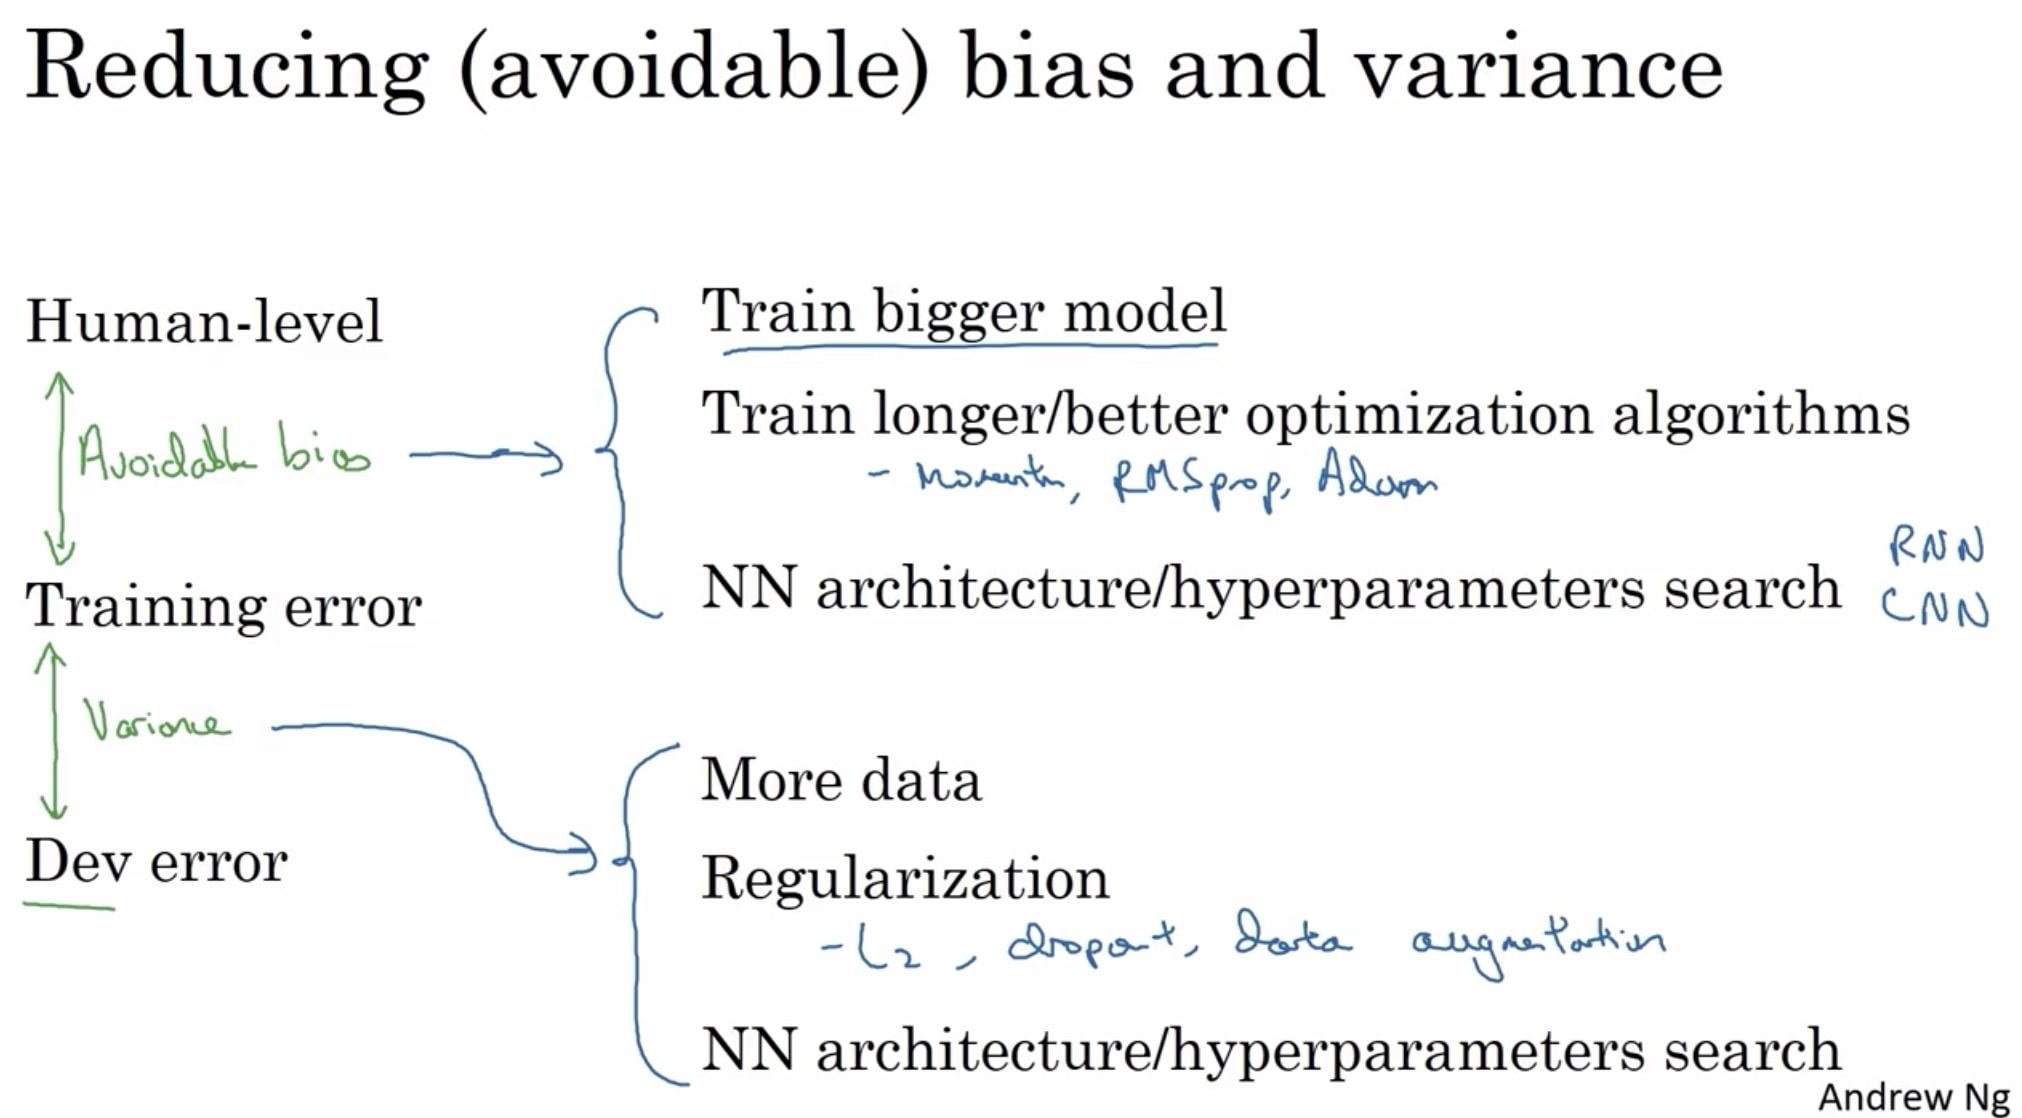 Reducing (avoidable) bias and variance
Human-level
Avoidable bias
Training error
Variance
Dev error
Train bigger model
Train longer/better optimization algorithms
- Momentum, RMSprop, Adam
NN architecture/hyperparameters search
RNN
CNN
More data
Regularization
- L2, dropout, data augmentation
NN architecture/hyperparameters search
Andrew Ng